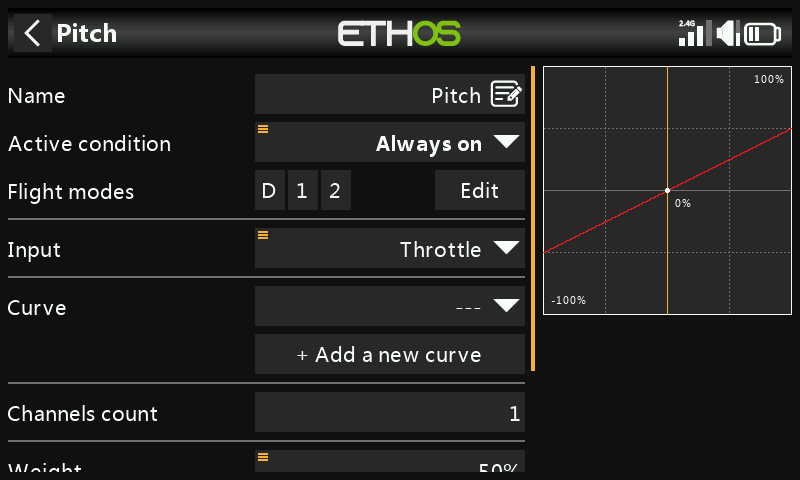 Pitch
ETHOS
2.4G
Name
Pitch
Active condition
Always on
Flight modes
D 1 2
Edit
Input
Throttle
Curve
---
+ Add a new curve
Channels count
1
Weight
50%
100%
0%
-100%